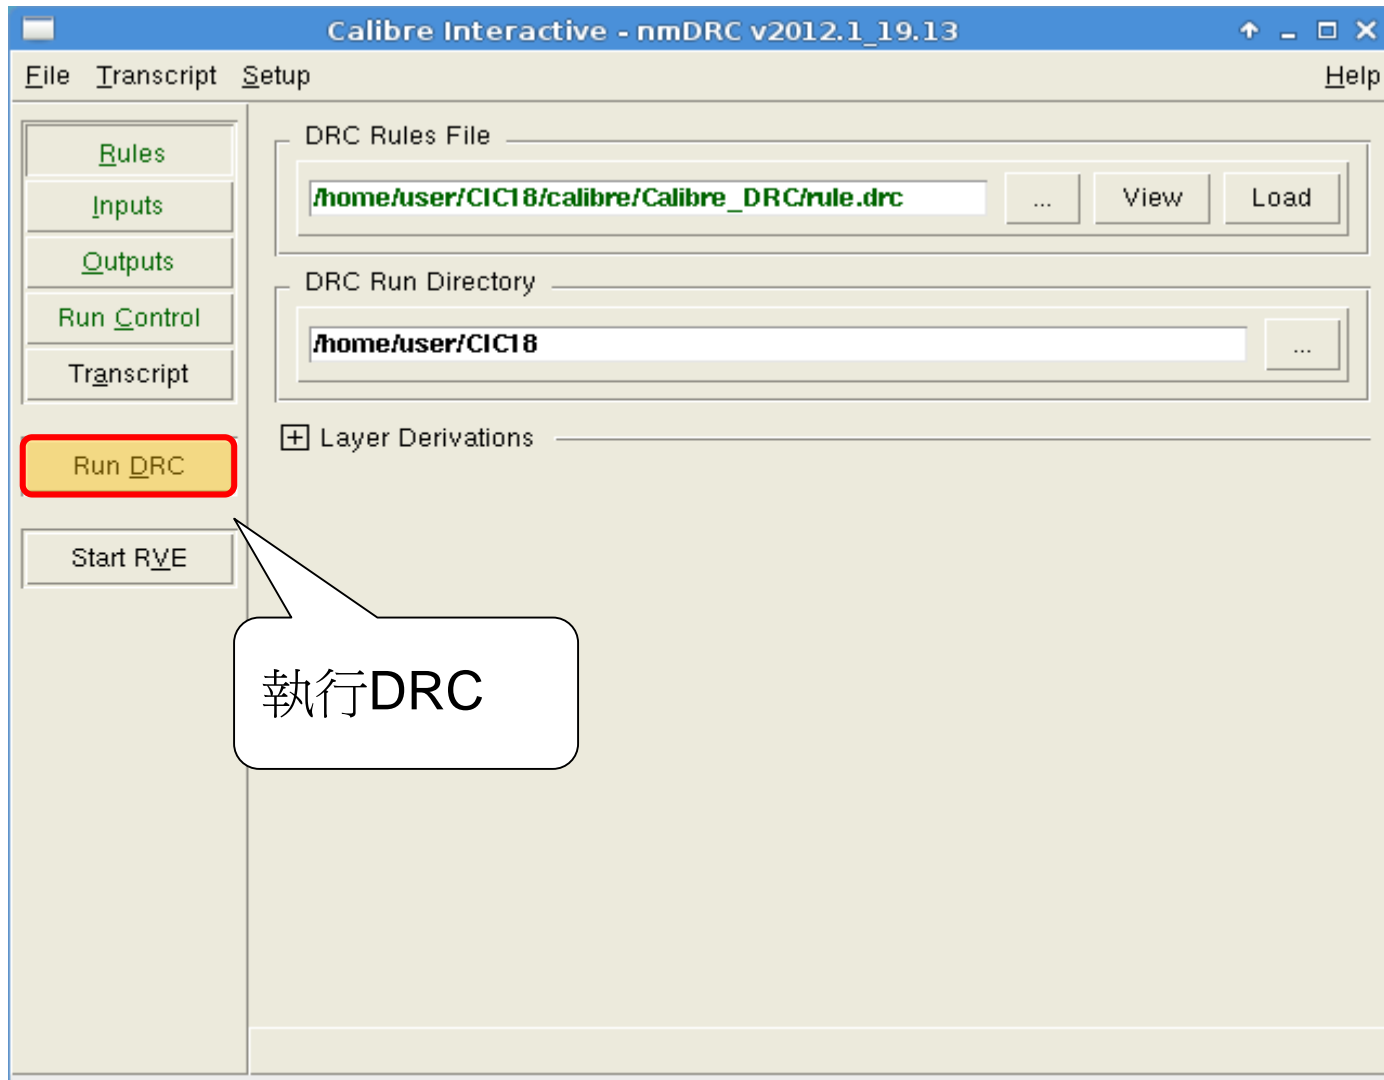 Calibre Interactive - nmDRC v2012.1_19.13
File Transcript Setup Help
Rules
Inputs
Outputs
Run Control
Transcript
Run DRC
Start RVE
DRC Rules File
/home/user/CIC18/calibre/Calibre_DRC/rule.drc ... View Load
DRC Run Directory
/home/user/CIC18 ...
+ Layer Derivations
執行DRC